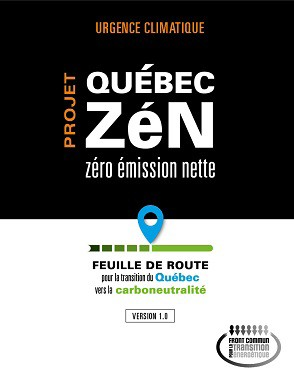 URGENCE CLIMATIQUE
PROJET
QUÉBEC
ZéN
zéro émission nette
FEUILLE DE ROUTE
pour la transition du Québec
vers la carboneutralité
VERSION 1.0
FRONT COMMUN
POUR LA TRANSITION
ÉNERGÉTIQUE